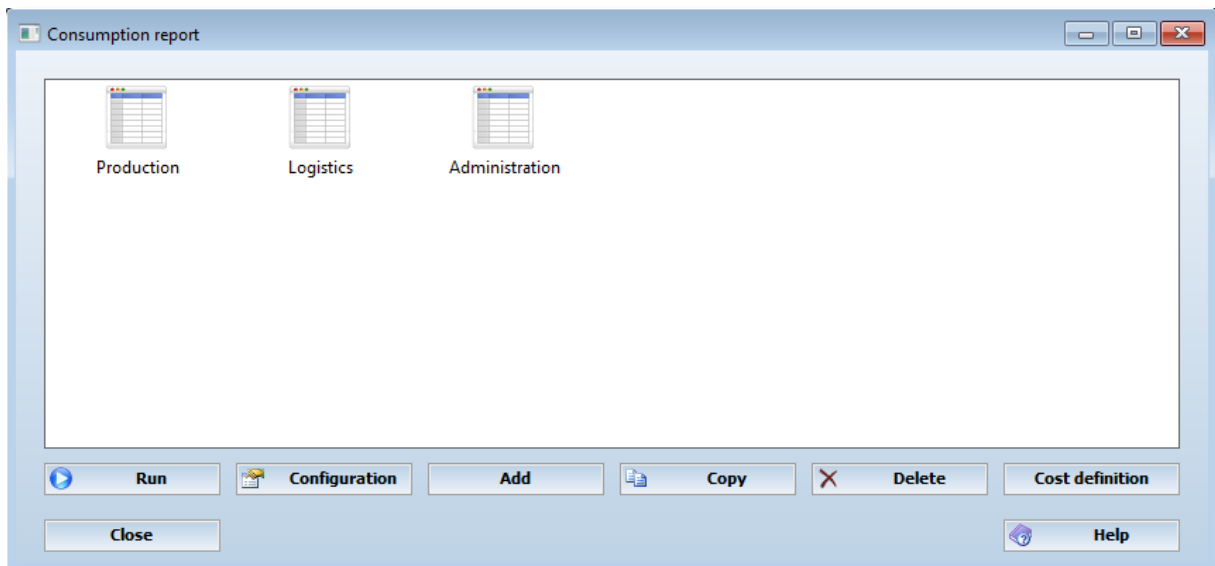 Consumption report
Production Logistics Administration
Run Configuration Add Copy Delete Cost definition
Close Help